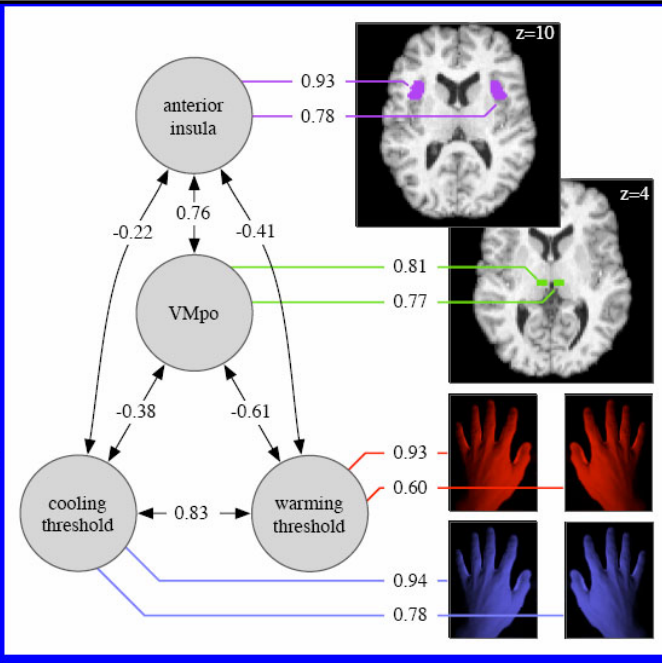 z=10
0.93
anterior
insula
0.78
z=4
-0.22
0.76
-0.41
0.81
VMpo
0.77
-0.38
-0.61
0.93
0.60
cooling
threshold
0.83
warming
threshold
0.94
0.78